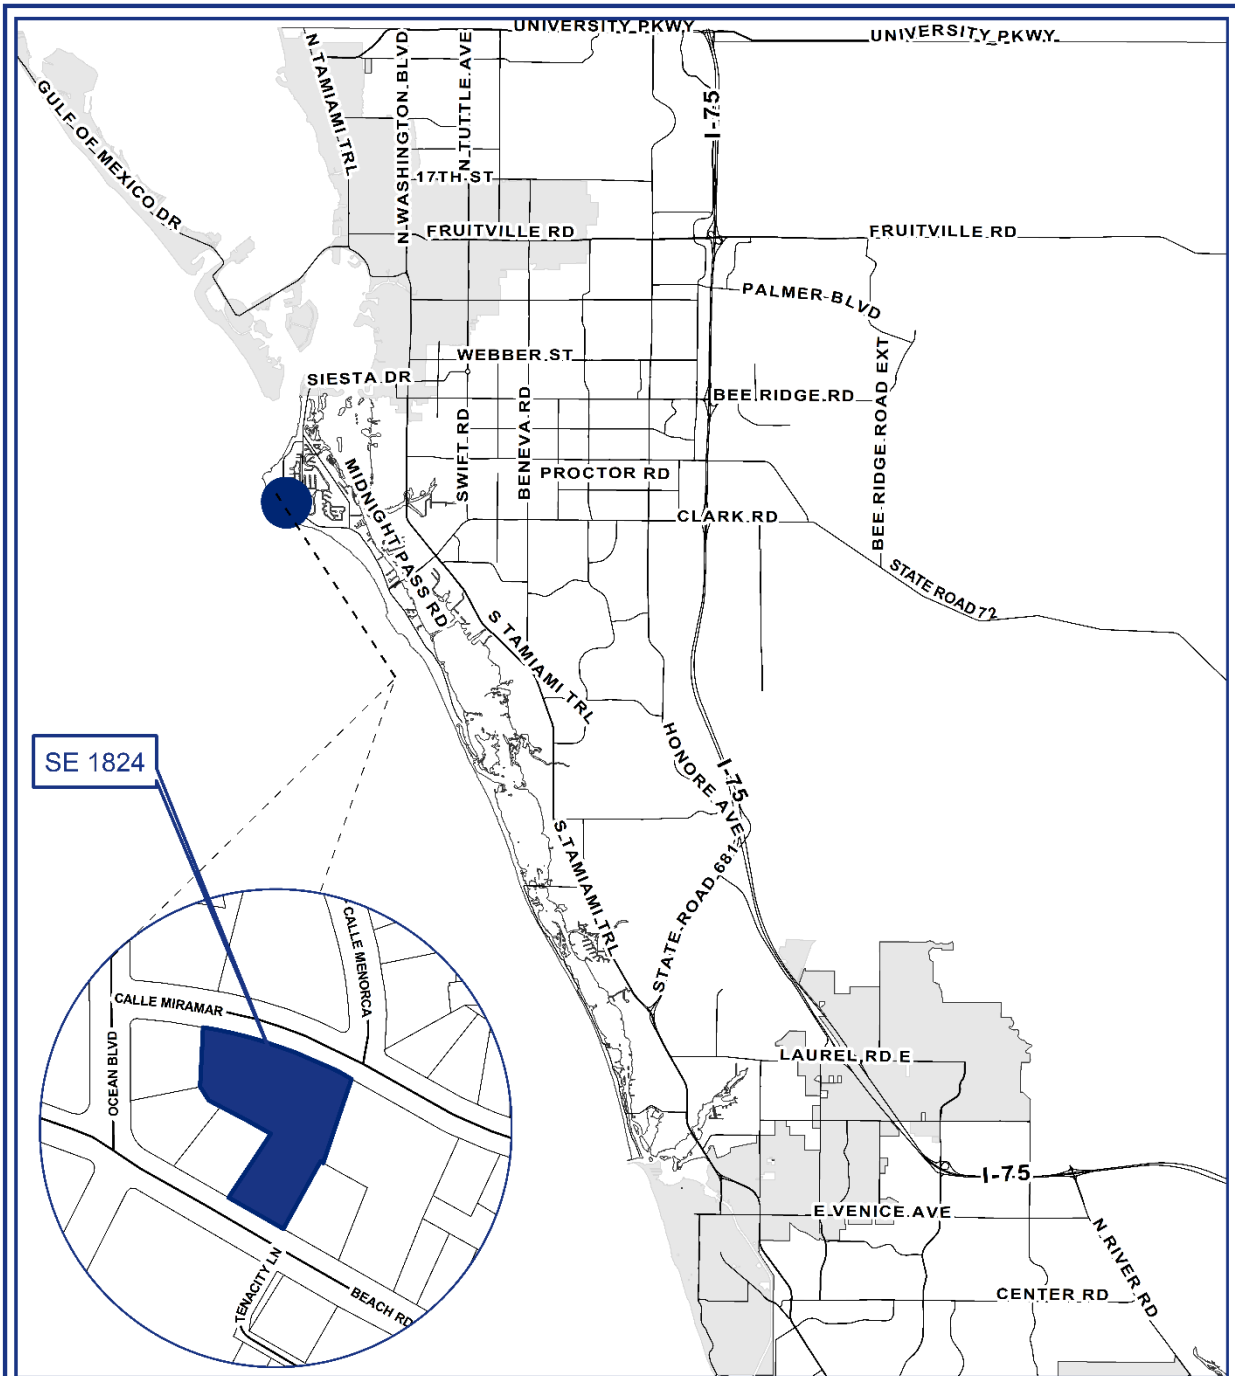 UNIVERSITY PKWY
UNIVERSITY PKWY
N TAMIAMI TRL
N WASHINGTON BLVD
N TUTTLE AVE
I-75
GULF OF MEXICO DR
17TH ST
FRUITVILLE RD
FRUITVILLE RD
PALMER BLVD
WEBBER ST
SIESTA DR
BEE RIDGE RD
BEE RIDGE ROAD EXT
SWIFT RD
BENEVA RD
MIDNIGHT PASS RD
PROCTOR RD
CLARK RD
STATE ROAD 72
S TAMIAMI TRL
HONORE AVE
I-75
SE 1824
S TAMIAMI TRL
STATE ROAD 681
CALLE MENORCA
CALLE MIRAMAR
OCEAN BLVD
LAUREL RD E
I-75
E VENICE AVE
N RIVER RD
TENACITY LN
BEACH RD
CENTER RD